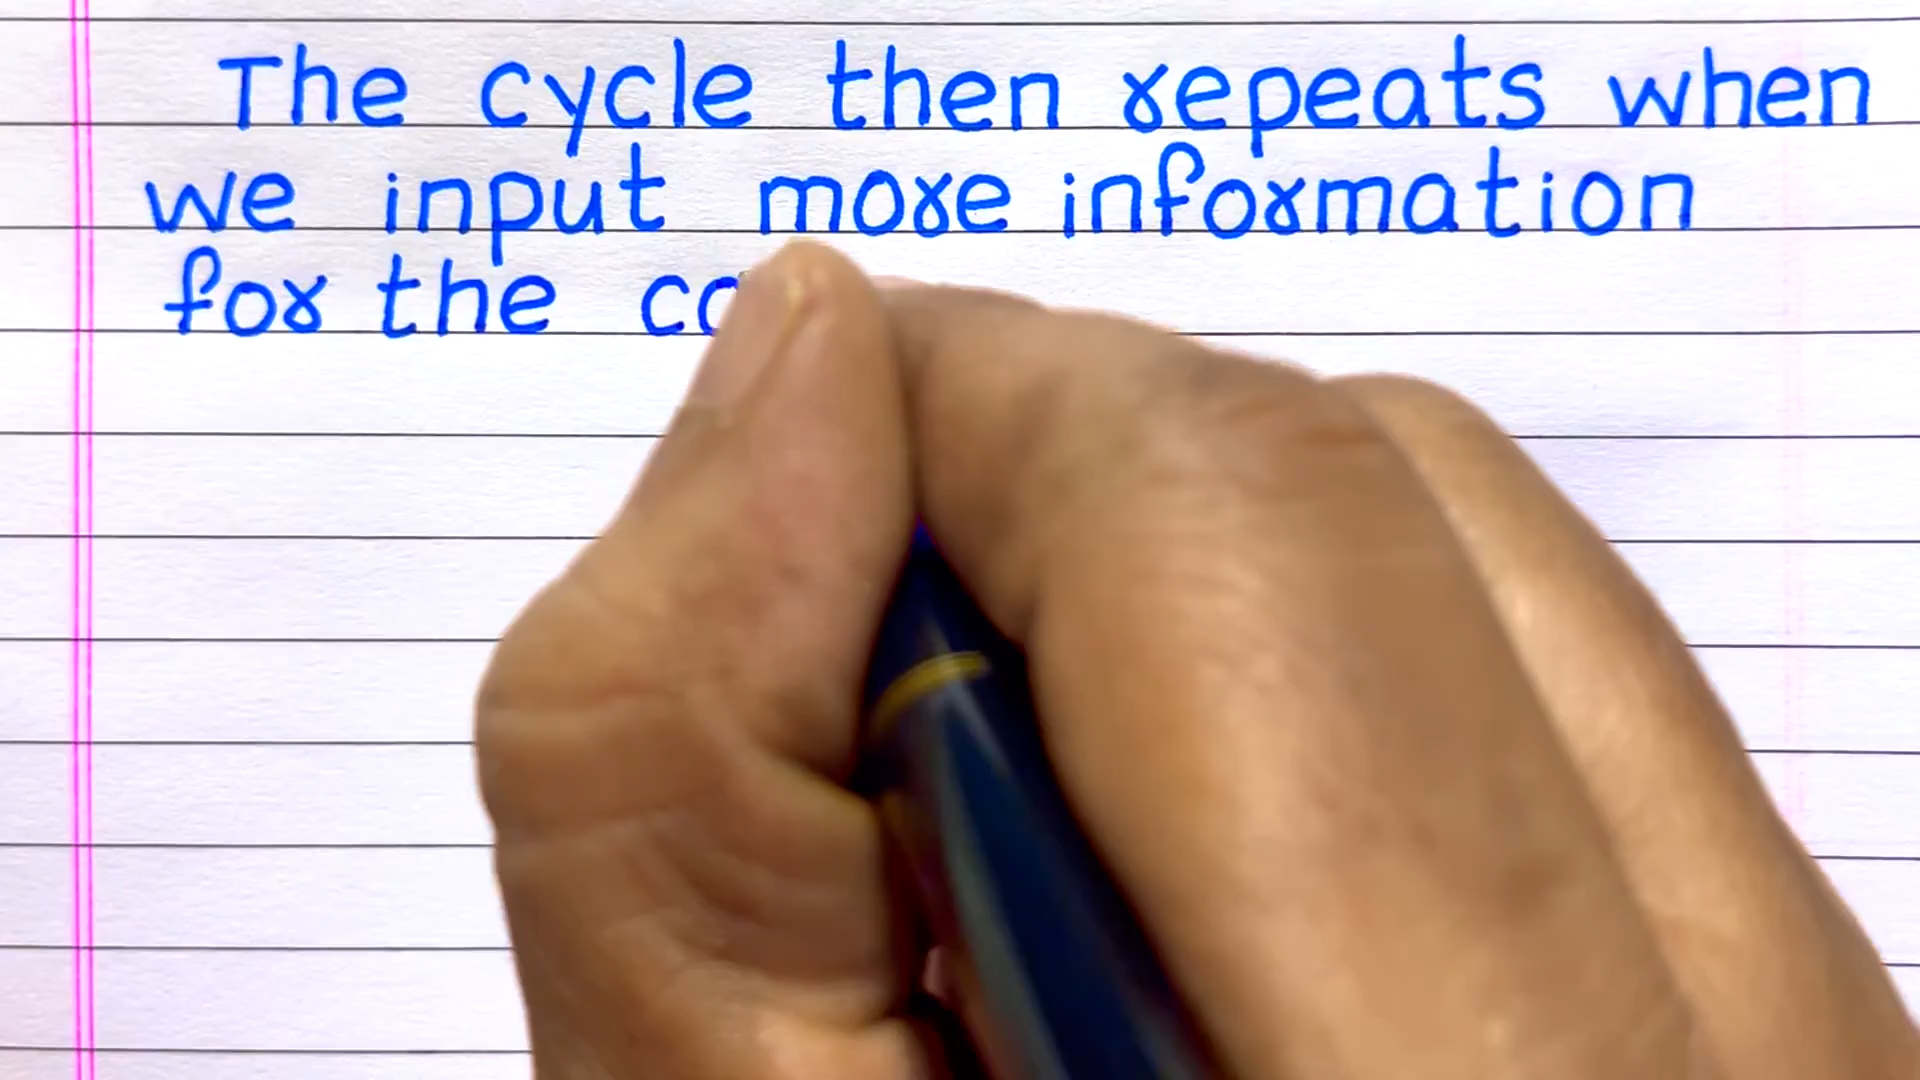 The cycle then repeats when
we input more information
for the